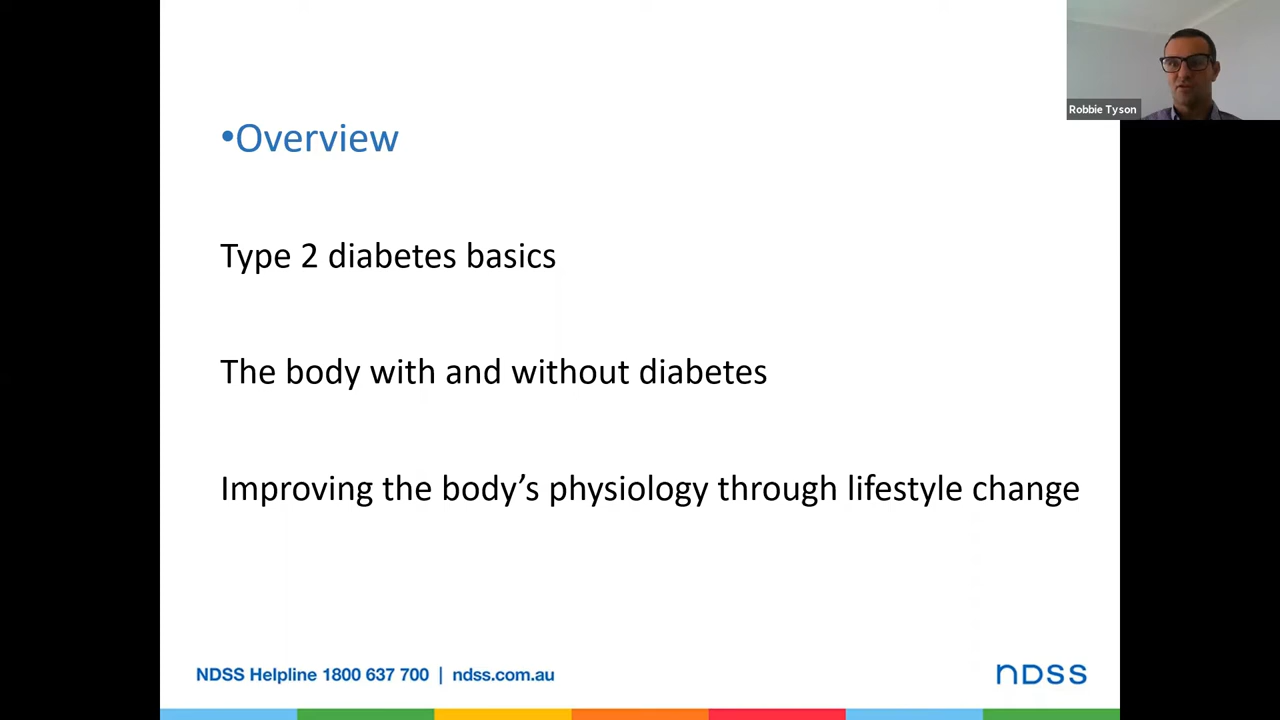 Robbie Tyson
•Overview
Type 2 diabetes basics
The body with and without diabetes
Improving the body’s physiology through lifestyle change
NDSS Helpline 1800 637 700 | ndss.com.au
NDSS